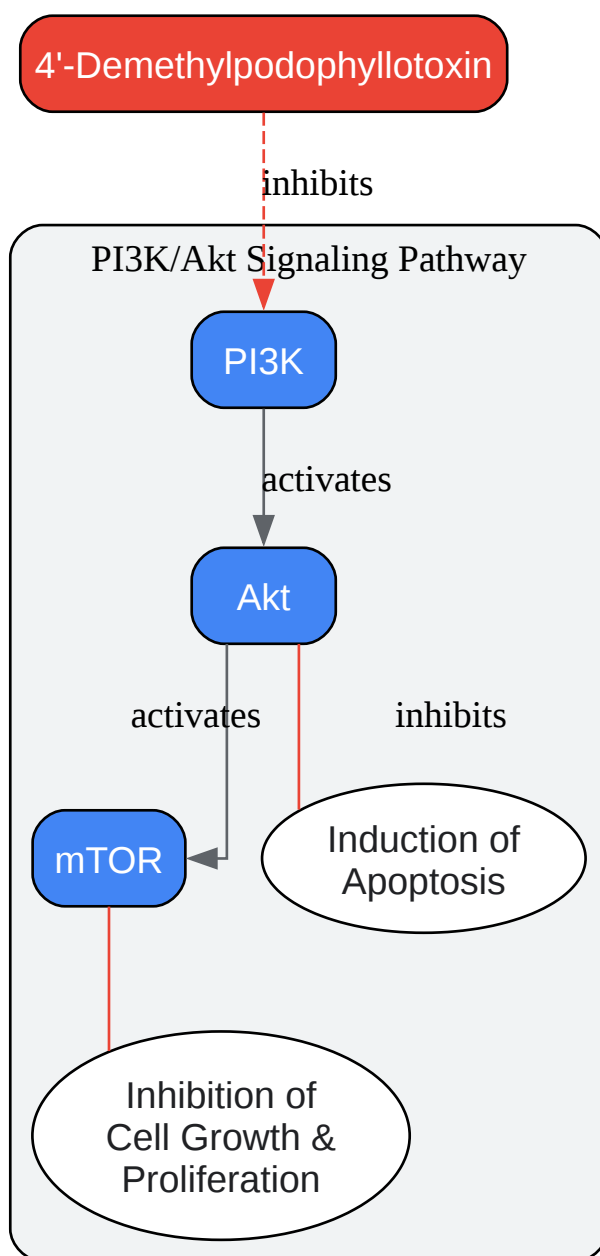 4'-Demethylpodophyllotoxin
inhibits
PI3K/Akt Signaling Pathway
PI3K
activates
Akt
activates
inhibits
mTOR
Induction of
Apoptosis
Inhibition of
Cell Growth &
Proliferation